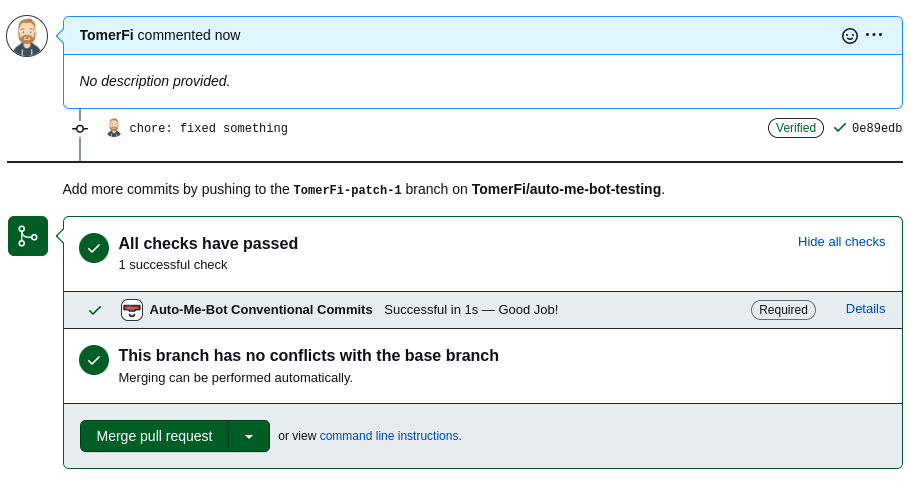 TomerFi commented now
No description provided.
chore: fixed something Verified 0e89edb
Add more commits by pushing to the TomerFi-patch-1 branch on TomerFi/auto-me-bot-testing.
All checks have passed Hide all checks
1 successful check
Auto-Me-Bot Conventional Commits Successful in 1s — Good Job! Required Details
This branch has no conflicts with the base branch
Merging can be performed automatically.
Merge pull request or view command line instructions.